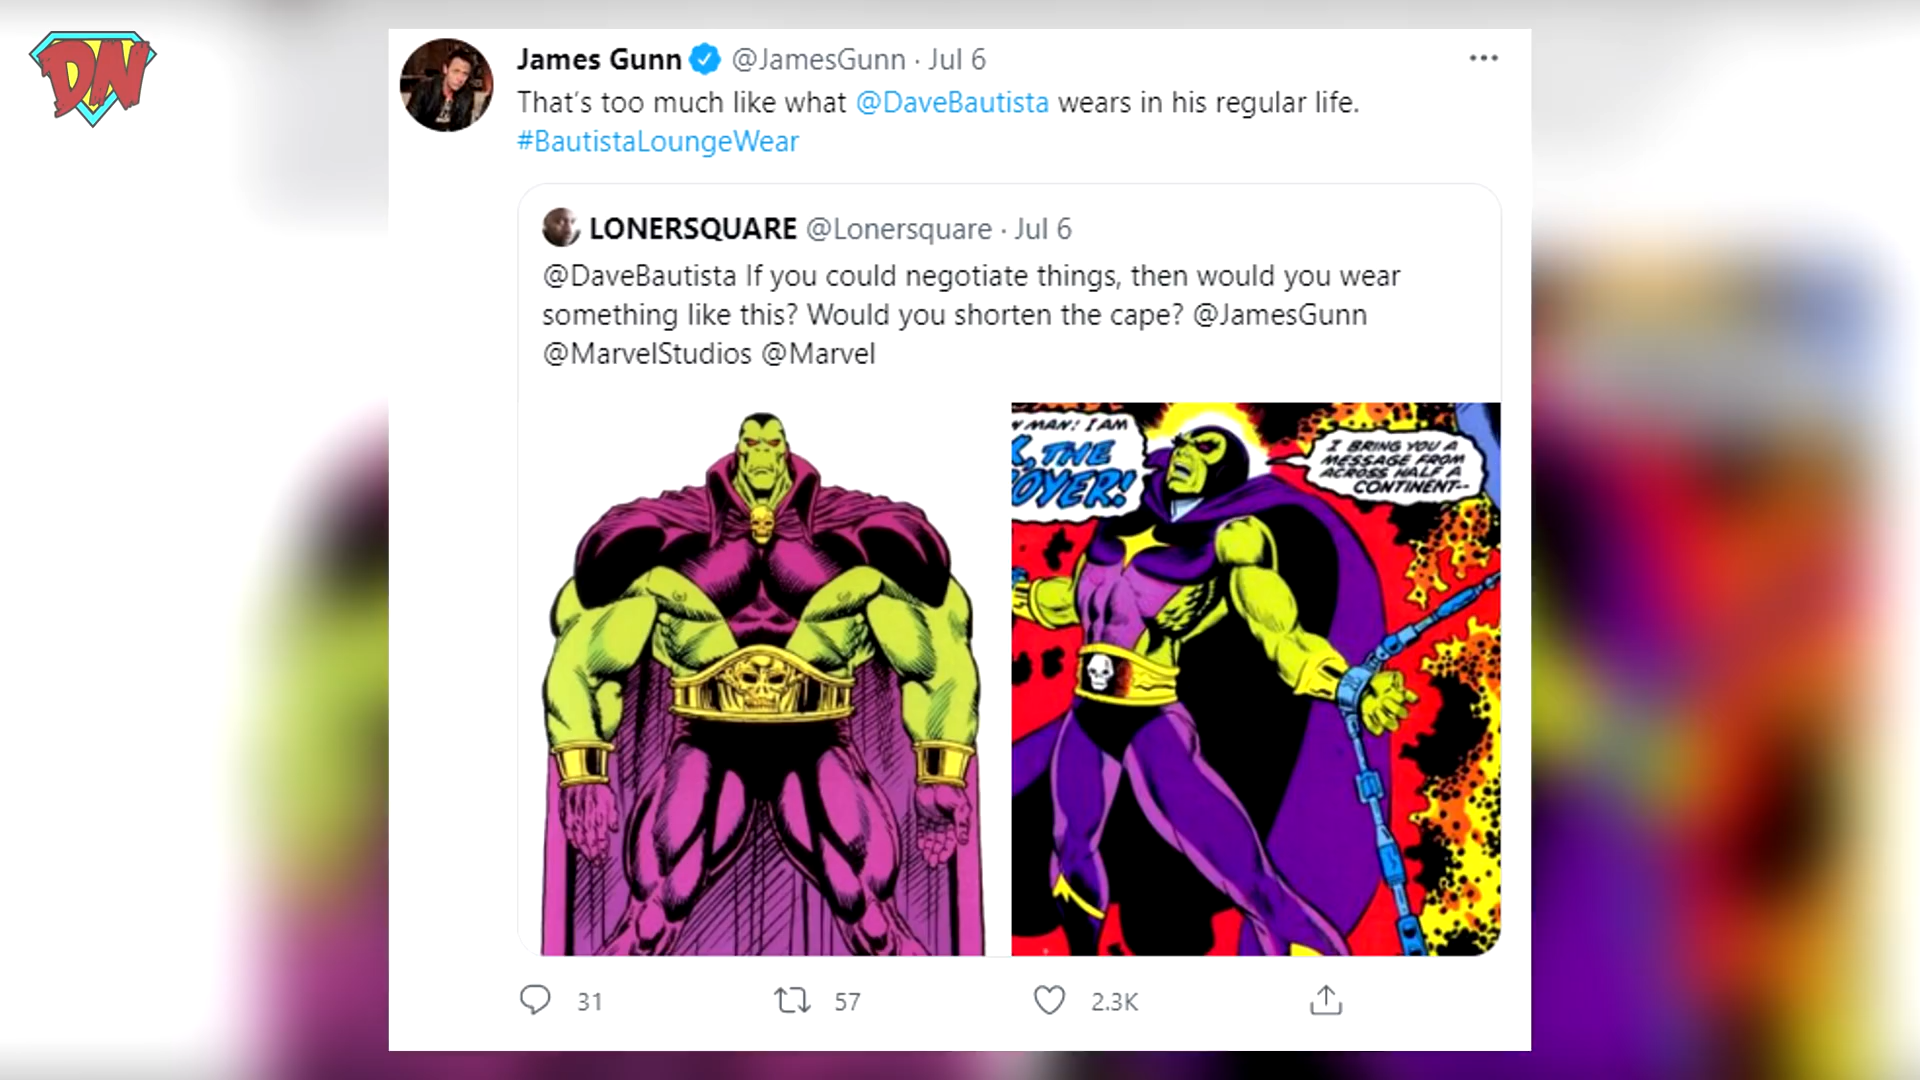 DN
James Gunn @JamesGunn · Jul 6
That's too much like what @DaveBautista wears in his regular life.
#BautistaLoungeWear
LONERSQUARE @Lonersquare · Jul 6
@DaveBautista If you could negotiate things, then would you wear
something like this? Would you shorten the cape? @JamesGunn
@MarvelStudios @Marvel
MAN! I AM
, THE
OYER!
I BRING YOU A
MESSAGE FROM
ACROSS HALF A
CONTINENT--
31
57
2.3K